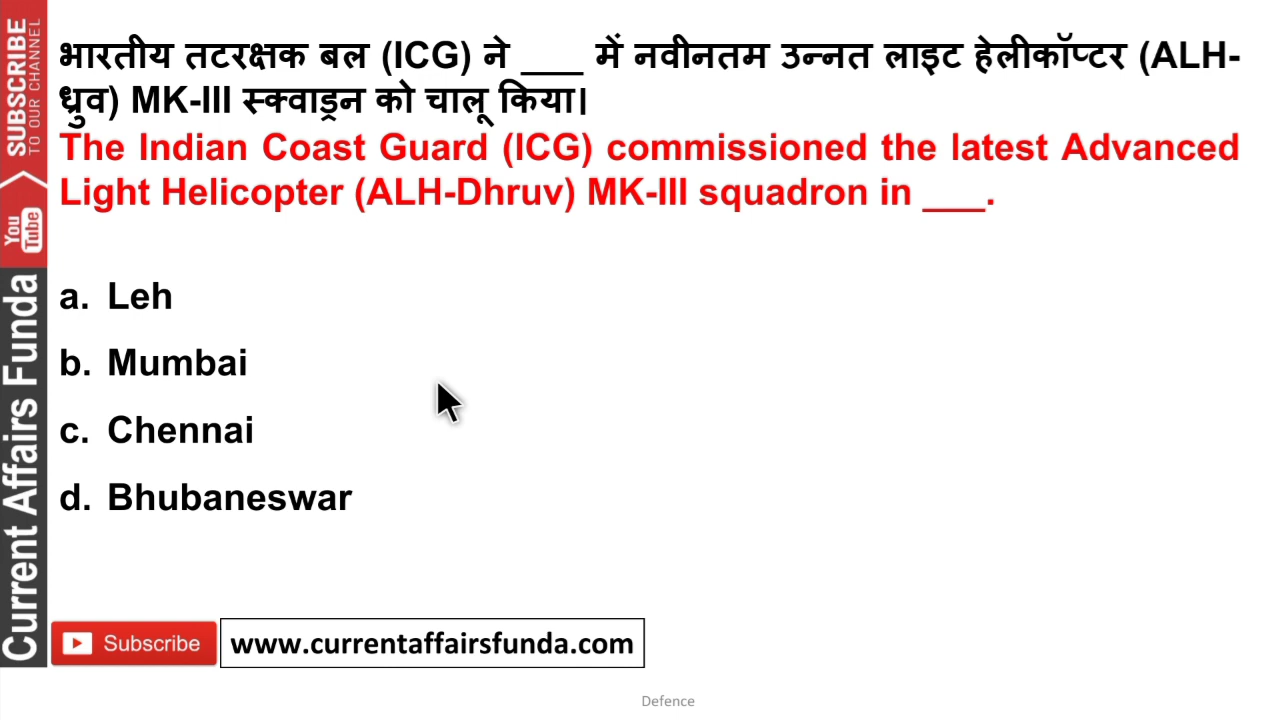 भारतीय तटरक्षक बल (ICG) ने ___ में नवीनतम उन्नत लाइट हेलीकॉप्टर (ALH-
ध्रुव) MK-III स्क्वाड्रन को चालू किया।
The Indian Coast Guard (ICG) commissioned the latest Advanced
Light Helicopter (ALH-Dhruv) MK-III squadron in ___.
a. Leh
b. Mumbai
c. Chennai
d. Bhubaneswar
SUBSCRIBE
TO OUR CHANNEL
You
Tube
Current Affairs Funda
Subscribe
www.currentaffairsfunda.com
Defence